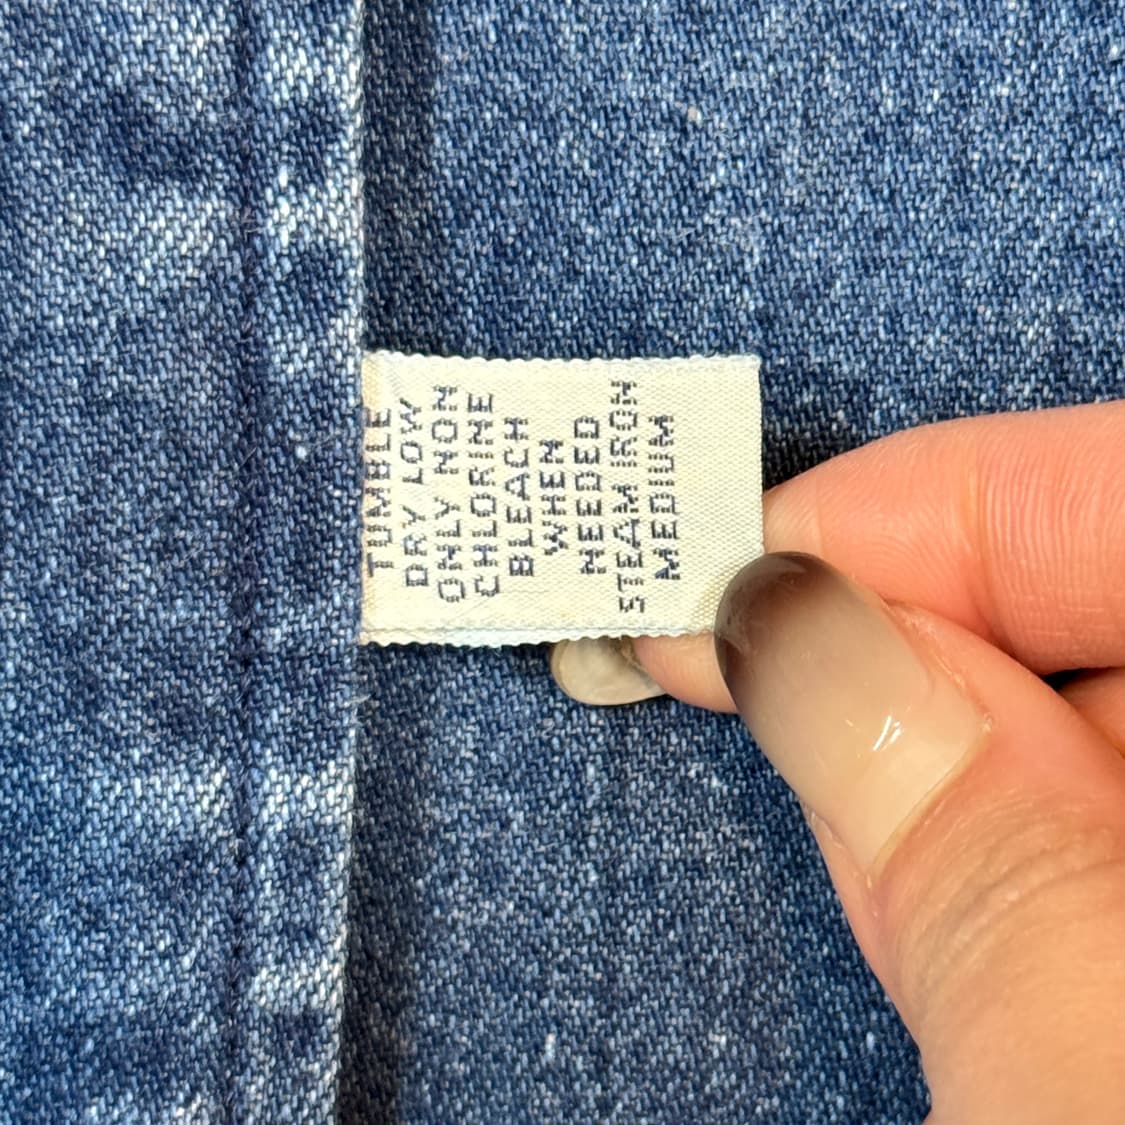 TUMBLE
DRY LOW
ONLY NON
CHLORINE
BLEACH
WHEN
NEEDED
STEAM IRON
MEDIUM